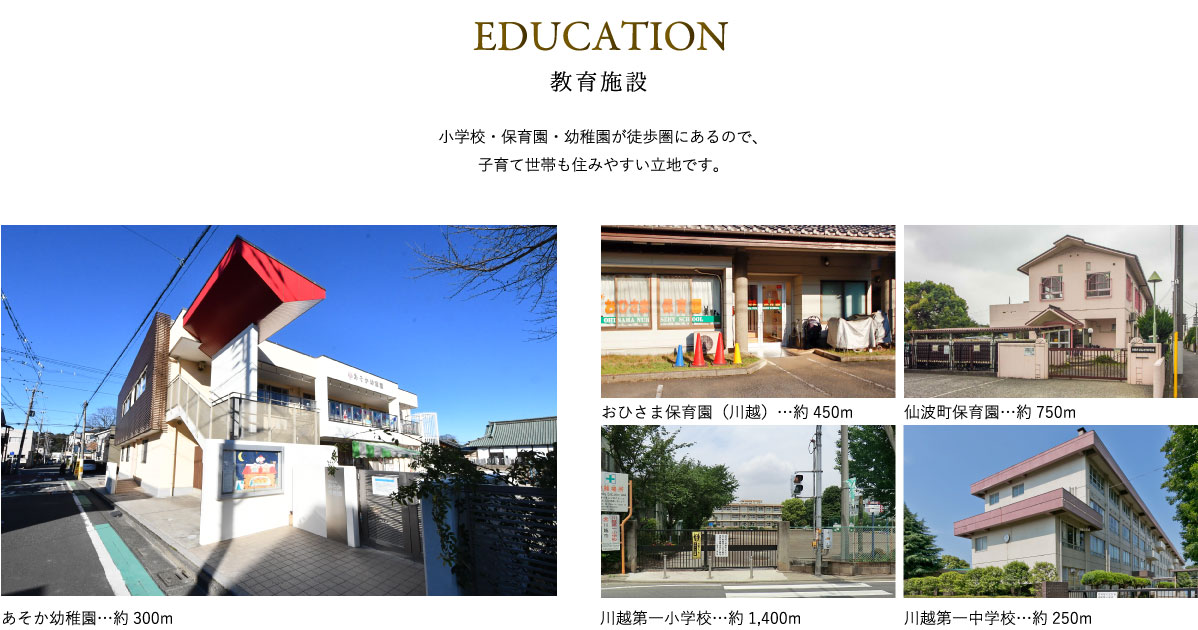 EDUCATION
教育施設
小学校・保育園・幼稚園が徒歩圏にあるので、
子育て世帯も住みやすい立地です。
あそか幼稚園…約 300m
おひさま保育園（川越）…約 450m
仙波町保育園…約 750m
川越第一小学校…約 1,400m
川越第一中学校…約 250m